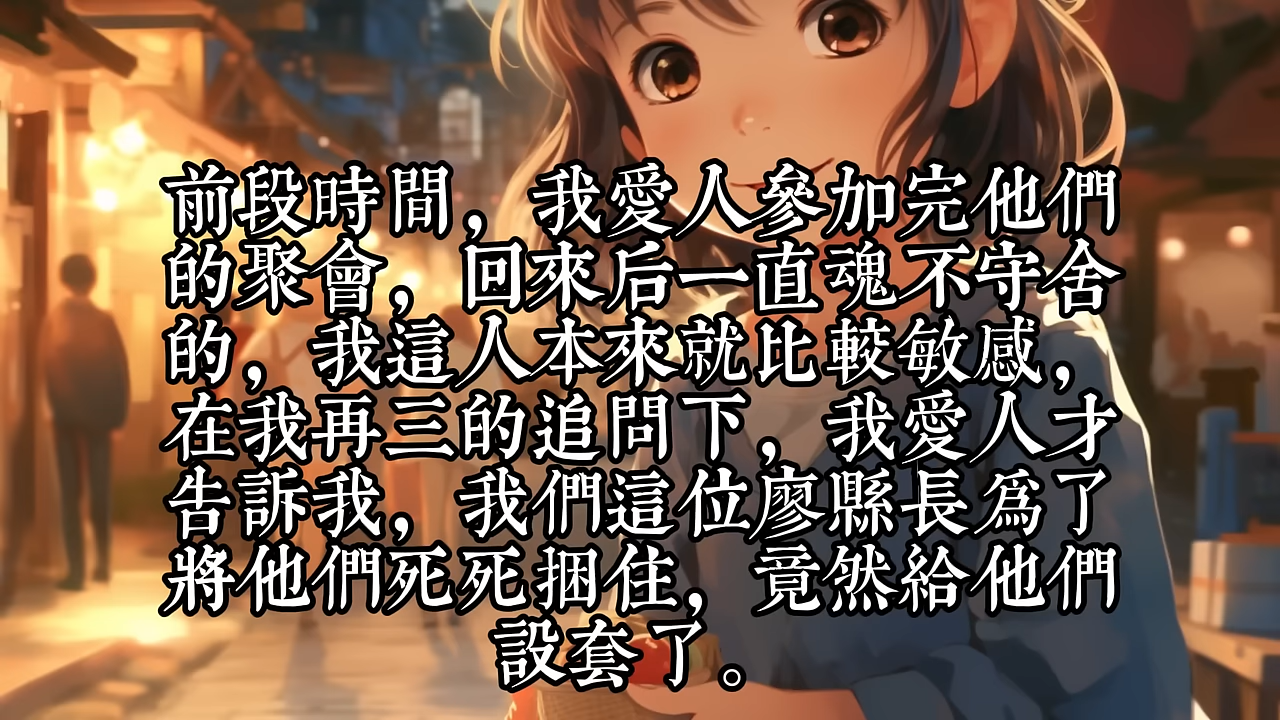 前段時間，我愛人參加完他們
的聚會，回來后一直魂不守舍
的，我這人本來就比較敏感，
在我再三的追問下，我愛人才
告訴我，我們這位廖縣長爲了
將他們死死捆住，竟然給他們
設套了。